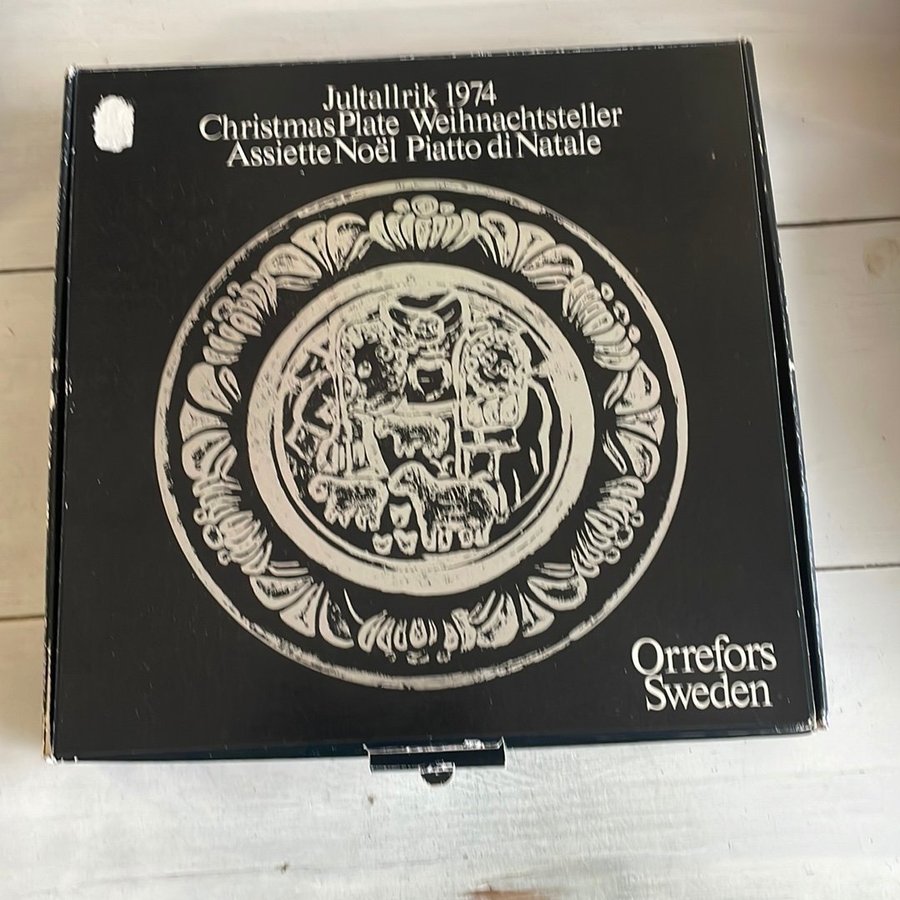 Jultallrik 1974
Christmas Plate Weihnachtsteller
Assiette Noël Piatto di Natale
Orrefors
Sweden